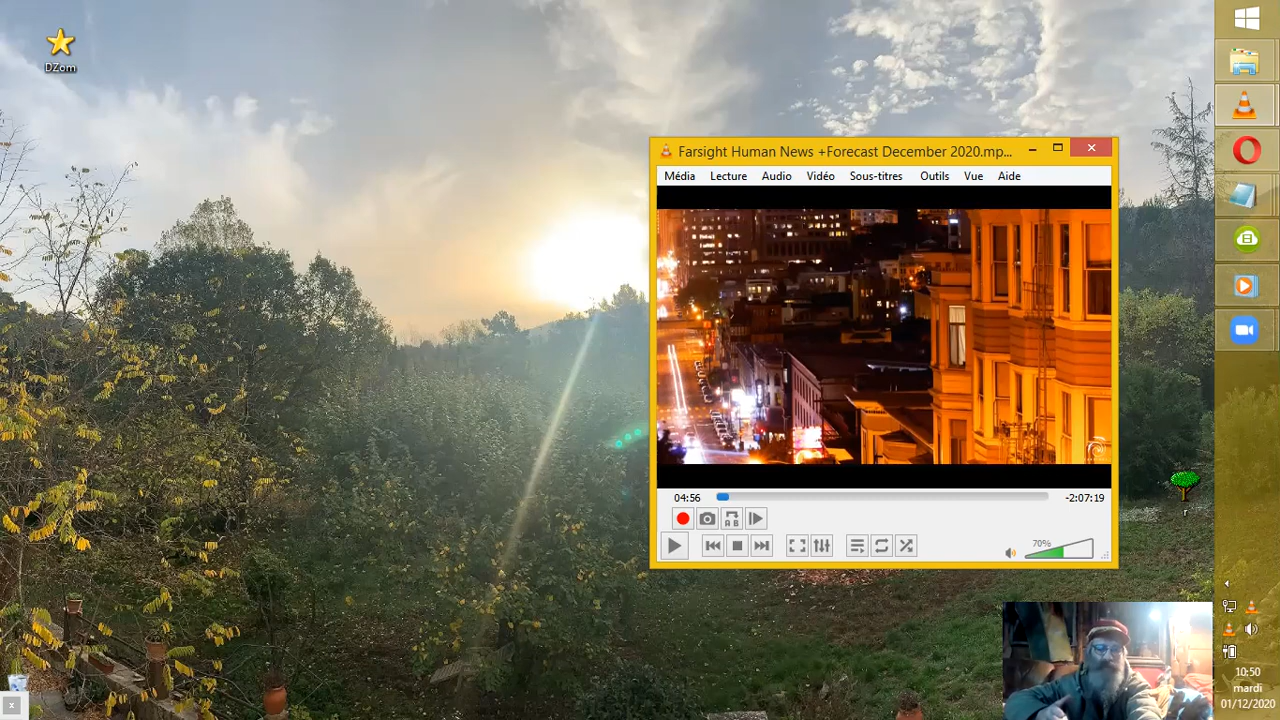 DZom
Farsight Human News +Forecast December 2020.mp...
Média Lecture Audio Vidéo Sous-titres Outils Vue Aide
04:56
-2:07:19
A B
70%
r
10:50
mardi
01/12/2020
x